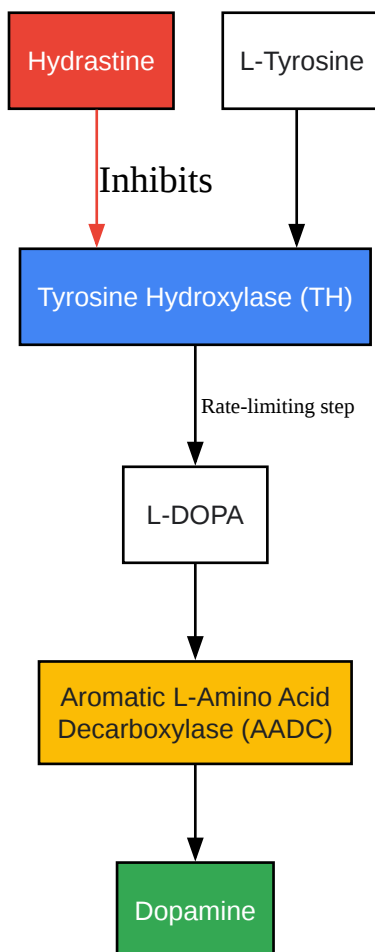 Hydrastine
L-Tyrosine
Inhibits
Tyrosine Hydroxylase (TH)
Rate-limiting step
L-DOPA
Aromatic L-Amino Acid
Decarboxylase (AADC)
Dopamine